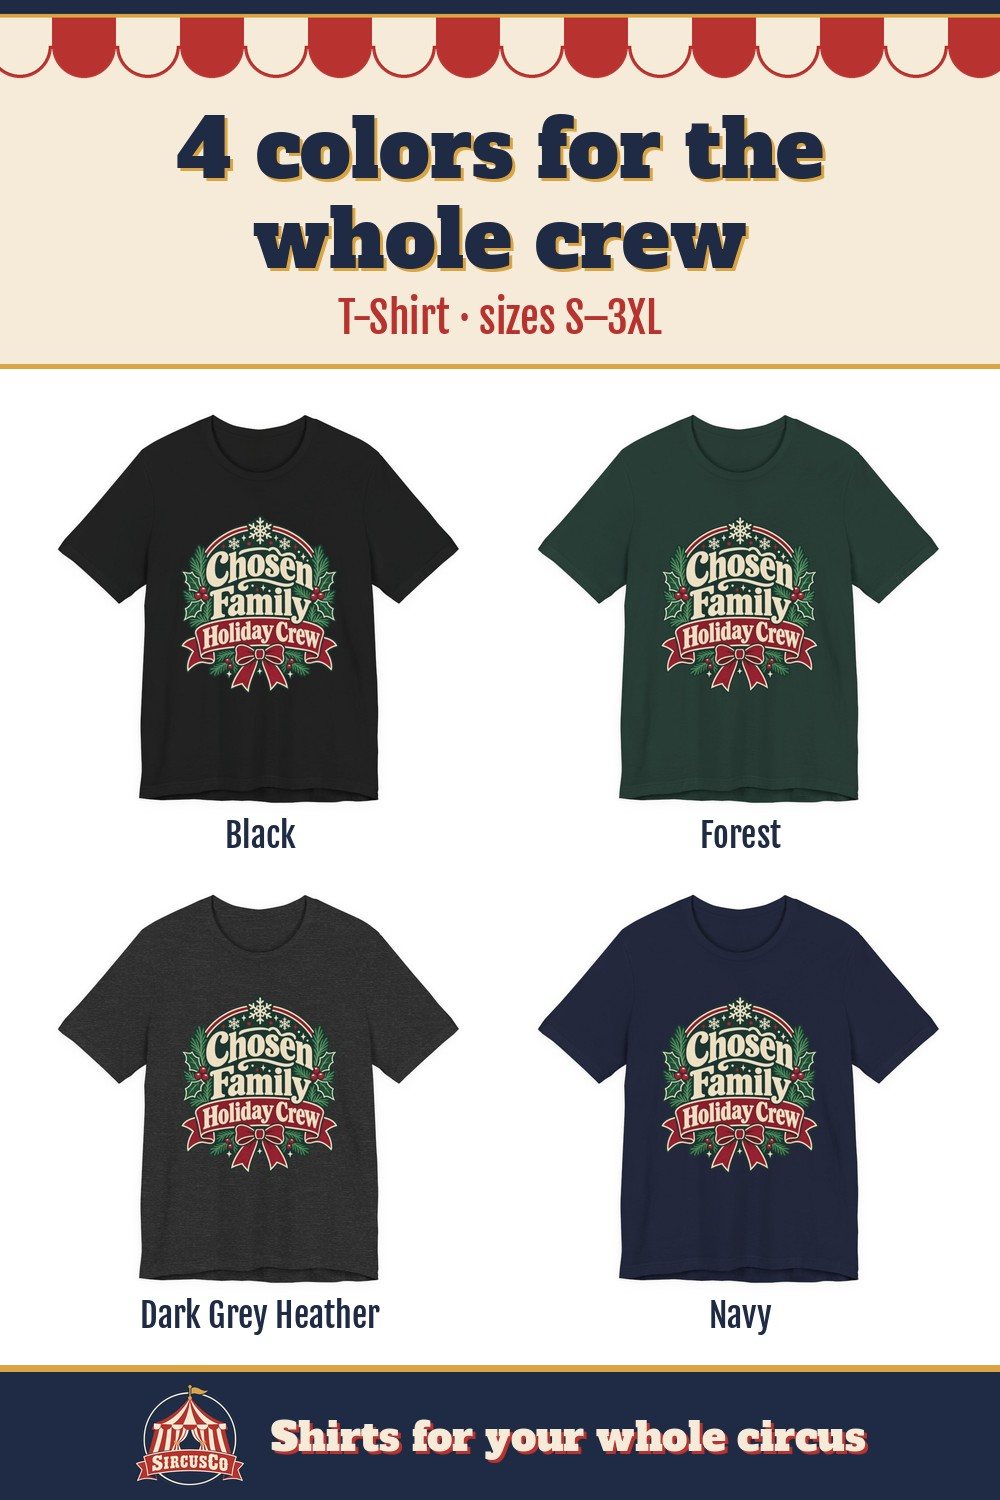 4 colors for the
whole crew
T-Shirt · sizes S–3XL
Chosen
Family
Holiday Crew
Black
Chosen
Family
Holiday Crew
Forest
Chosen
Family
Holiday Crew
Dark Grey Heather
Chosen
Family
Holiday Crew
Navy
SircusCo
Shirts for your whole circus